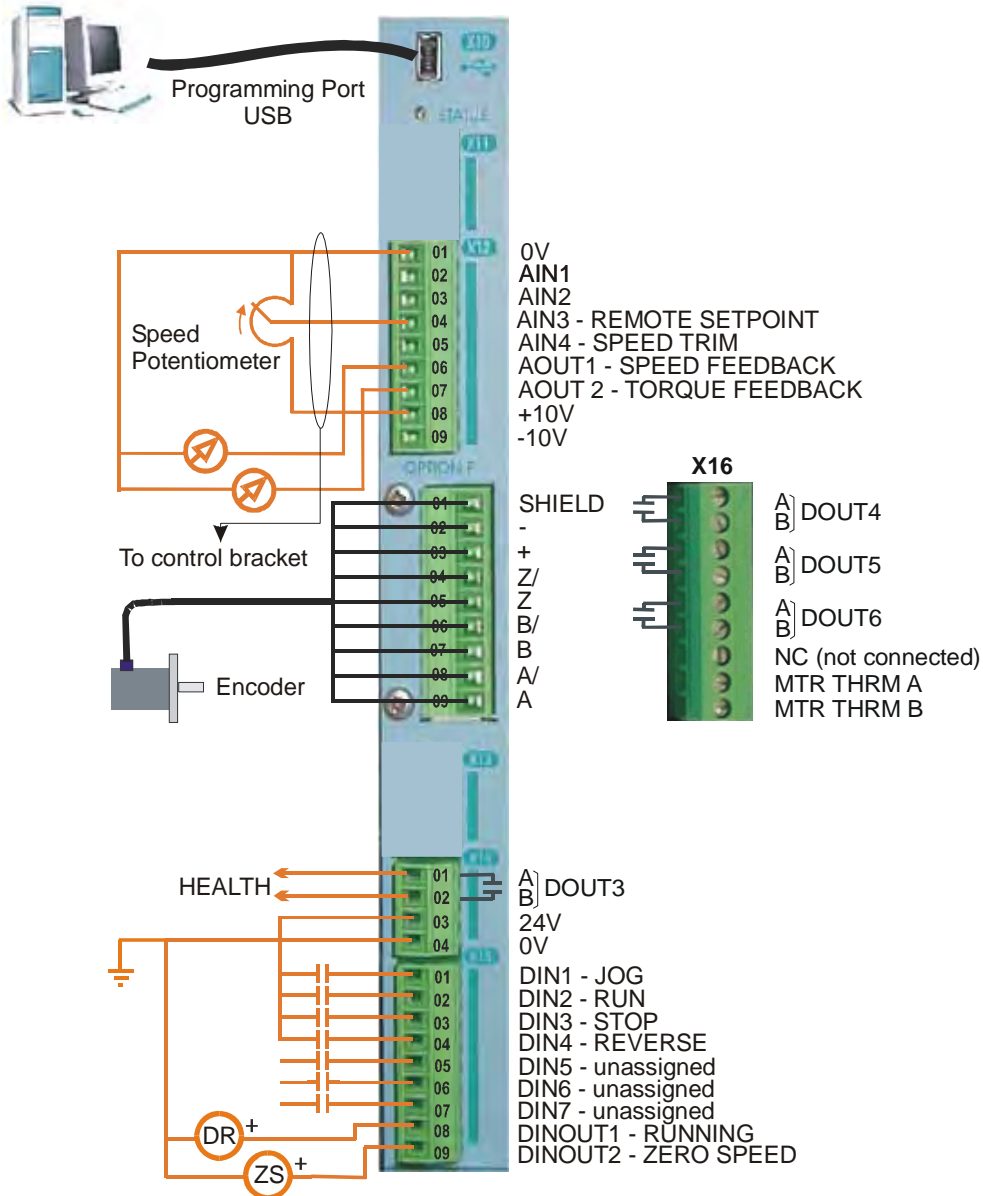 X10
Programming Port
USB
STATUE
X11
X12
01 0V
02 AIN1
03 AIN2
04 AIN3 - REMOTE SETPOINT
05 AIN4 - SPEED TRIM
06 AOUT1 - SPEED FEEDBACK
07 AOUT 2 - TORQUE FEEDBACK
08 +10V
09 -10V
Speed
Potentiometer
OPTION F
To control bracket
01 SHIELD
02 -
03 +
04 Z/
05 Z
06 B/
07 B
08 A/
09 A
Encoder
X16
A
B DOUT4
A
B DOUT5
A
B DOUT6
NC (not connected)
MTR THRM A
MTR THRM B
X13
X14
HEALTH
01 A
02 B DOUT3
03 24V
04 0V
X15
01 DIN1 - JOG
02 DIN2 - RUN
03 DIN3 - STOP
04 DIN4 - REVERSE
05 DIN5 - unassigned
06 DIN6 - unassigned
07 DIN7 - unassigned
08 DINOUT1 - RUNNING
09 DINOUT2 - ZERO SPEED
DR +
ZS +